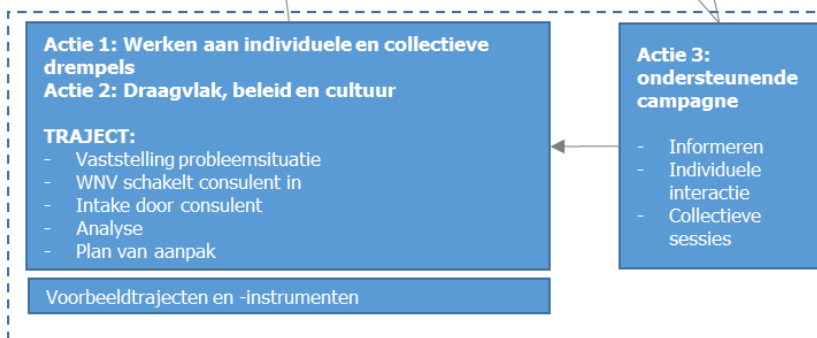 Actie 1: Werken aan individuele en collectieve
drempels
Actie 2: Draagvlak, beleid en cultuur
TRAJECT:
- Vaststelling probleemsituatie
- WNV schakelt consulent in
- Intake door consulent
- Analyse
- Plan van aanpak
Voorbeeldtrajecten en -instrumenten
Actie 3:
ondersteunende
campagne
- Informeren
- Individuele
interactie
- Collectieve
sessies